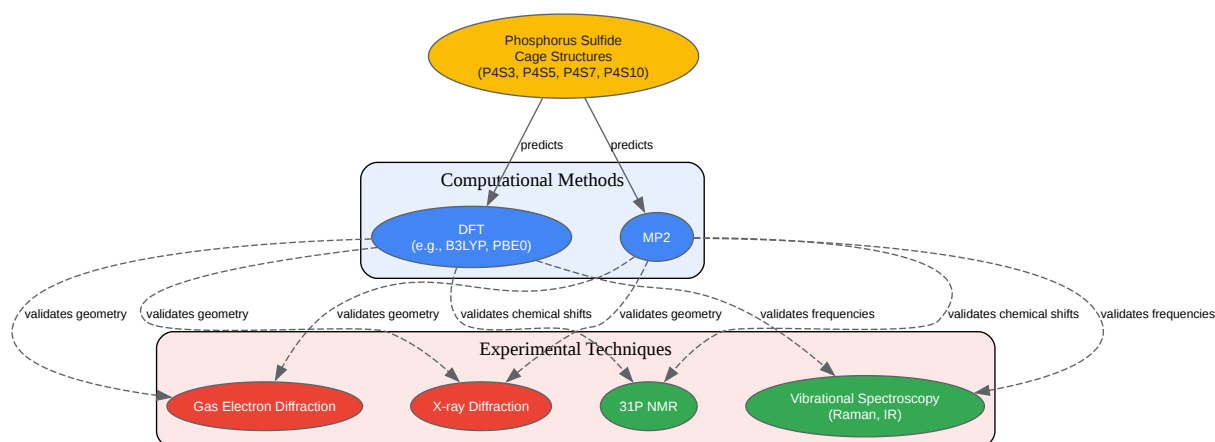 Phosphorus Sulfide
Cage Structures
(P4S3, P4S5, P4S7, P4S10)
predicts
predicts
Computational Methods
DFT
(e.g., B3LYP, PBE0)
MP2
validates geometry
validates geometry
validates geometry
validates chemical shifts
validates geometry
validates frequencies
validates chemical shifts
validates frequencies
Experimental Techniques
Gas Electron Diffraction
X-ray Diffraction
31P NMR
Vibrational Spectroscopy
(Raman, IR)